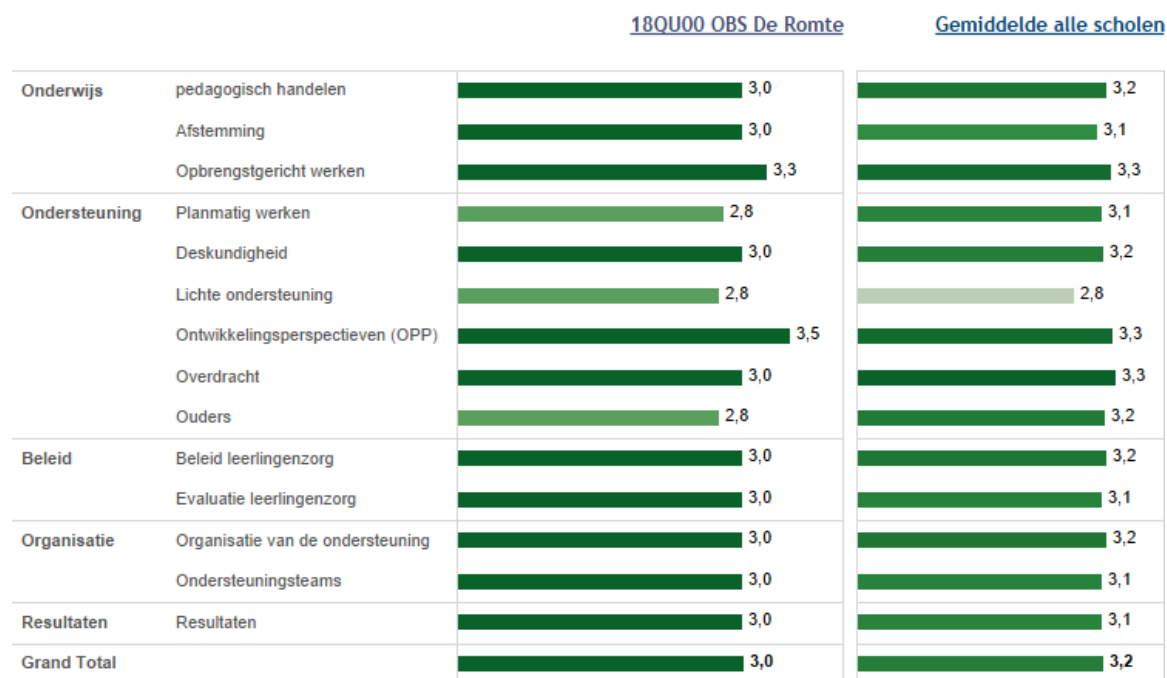 18QU00 OBS De Romte Gemiddelde alle scholen
Onderwijs pedagogisch handelen 3,0 3,2
Afstemming 3,0 3,1
Opbrengstgericht werken 3,3 3,3
Ondersteuning Planmatig werken 2,8 3,1
Deskundigheid 3,0 3,2
Lichte ondersteuning 2,8 2,8
Ontwikkelingsperspectieven (OPP) 3,5 3,3
Overdracht 3,0 3,3
Ouders 2,8 3,2
Beleid Beleid leerlingenzorg 3,0 3,2
Evaluatie leerlingenzorg 3,0 3,1
Organisatie Organisatie van de ondersteuning 3,0 3,2
Ondersteuningsteams 3,0 3,1
Resultaten Resultaten 3,0 3,1
Grand Total 3,0 3,2